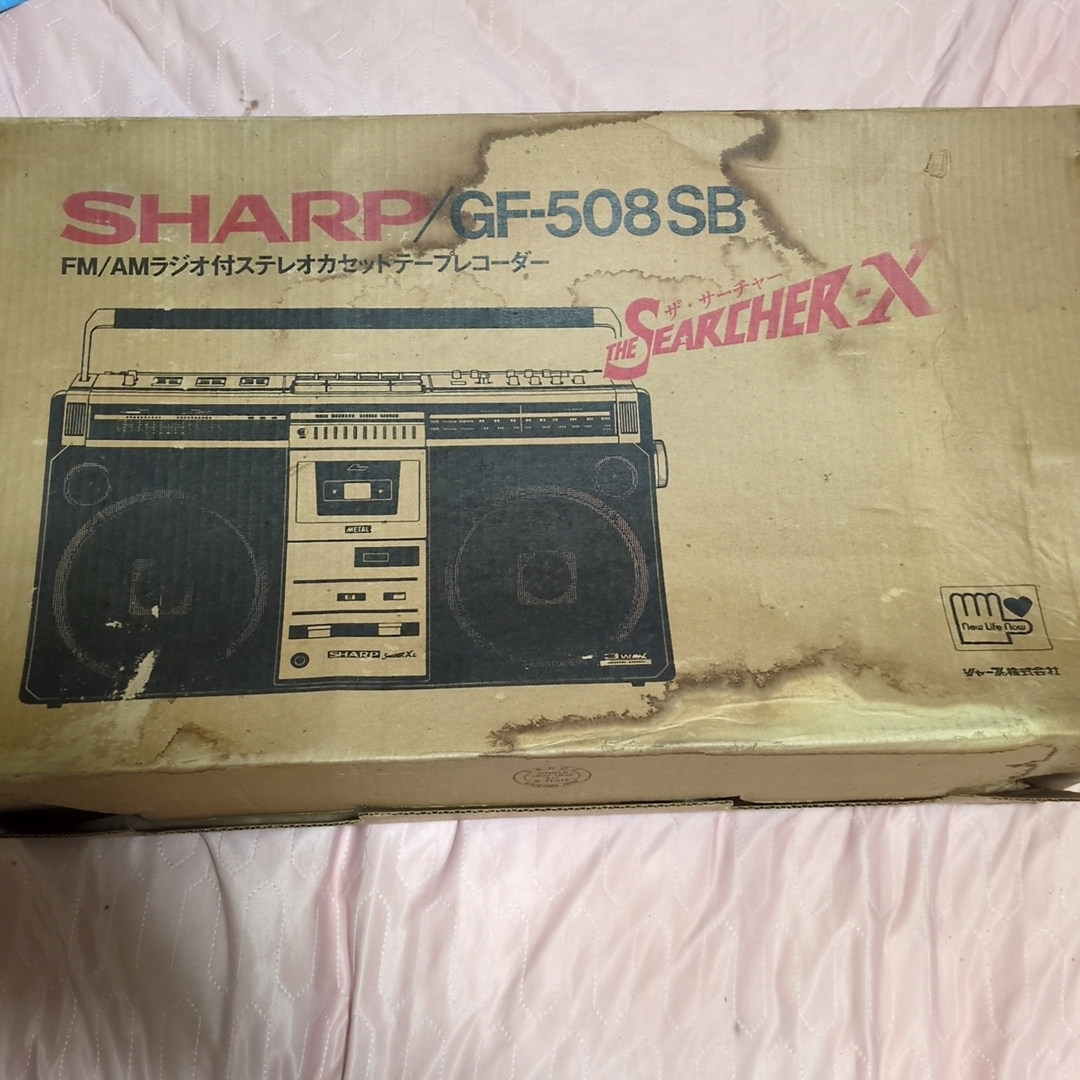 SHARP/GF-508SB
FM/AMラジオ付ステレオカセットテープレコーダー
ザ・サーチャー
THE SEARCHER-X
METAL
SHARP
3 way
New Life Now
シャープ株式会社